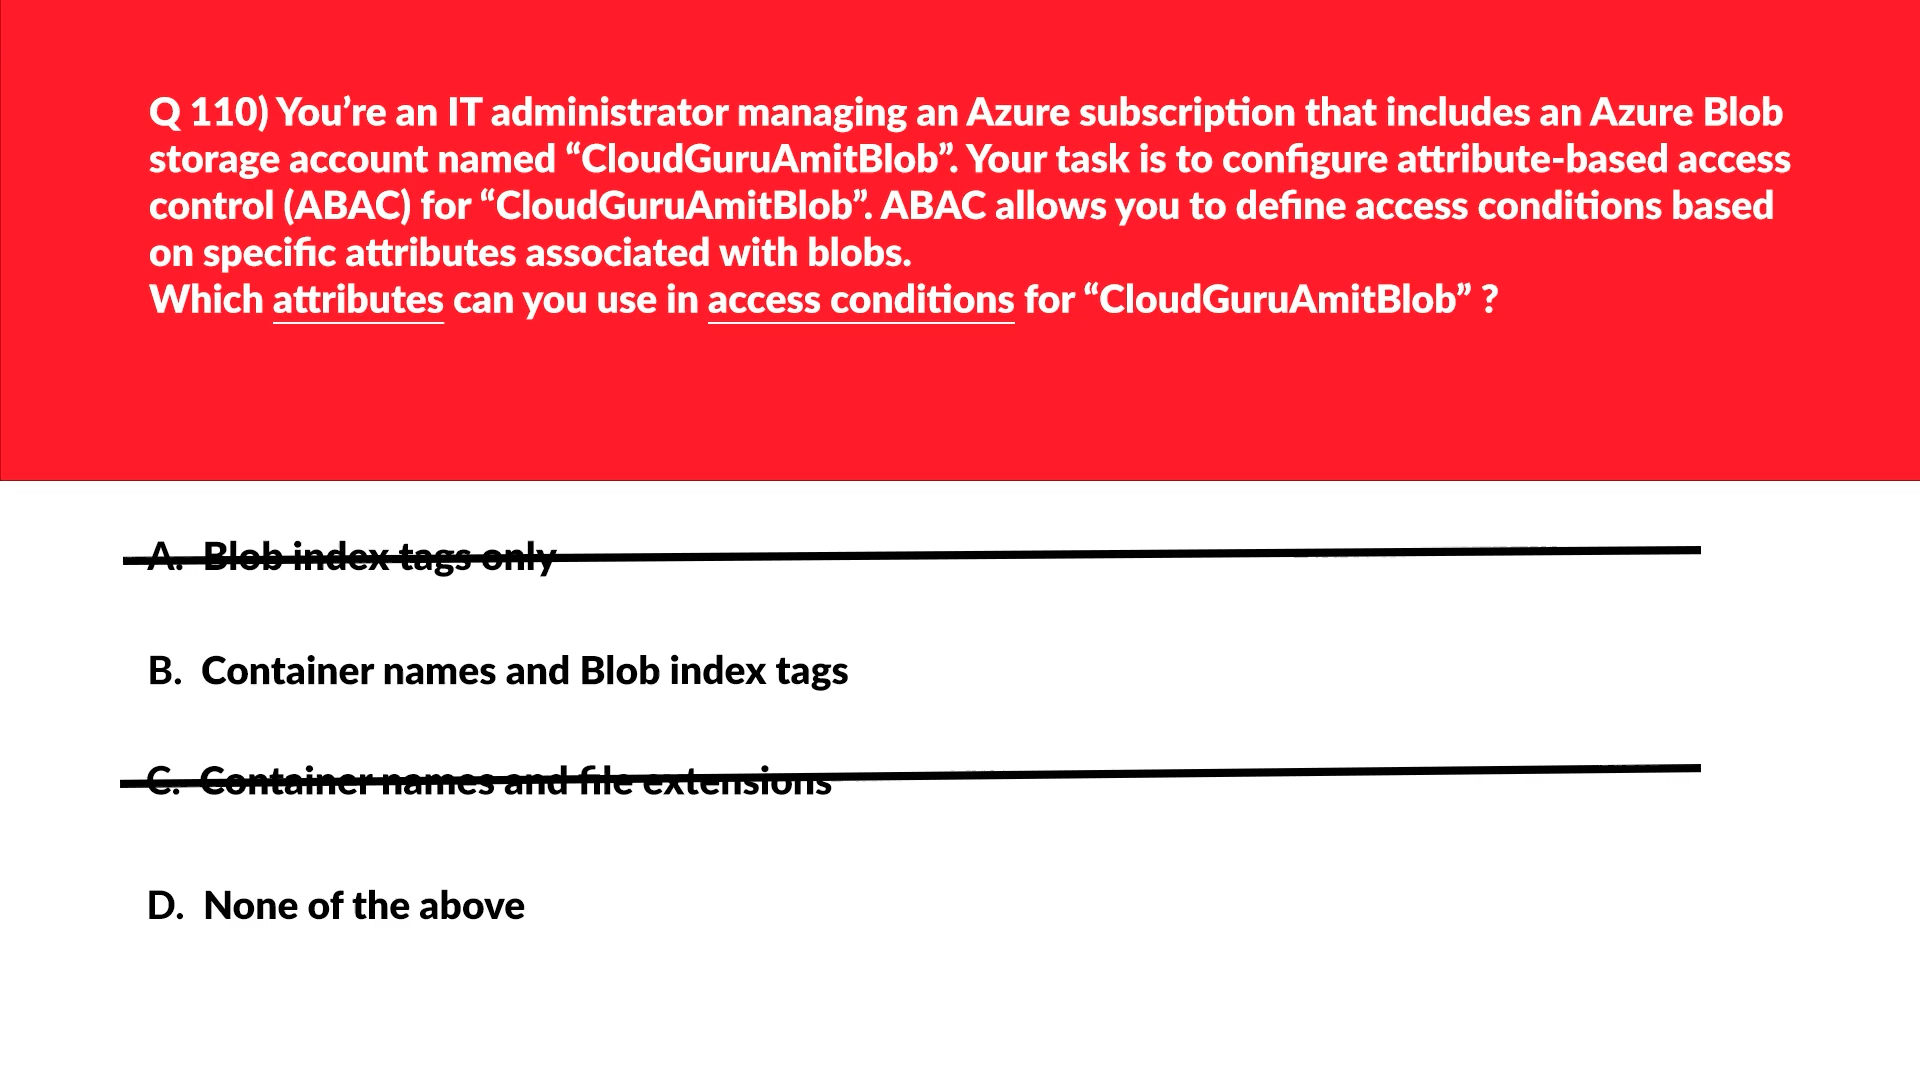 Q 110) You’re an IT administrator managing an Azure subscription that includes an Azure Blob
storage account named “CloudGuruAmitBlob”. Your task is to configure attribute-based access
control (ABAC) for “CloudGuruAmitBlob”. ABAC allows you to define access conditions based
on specific attributes associated with blobs.
Which attributes can you use in access conditions for “CloudGuruAmitBlob” ?
A. Blob index tags only
B. Container names and Blob index tags
C. Container names and file extensions
D. None of the above